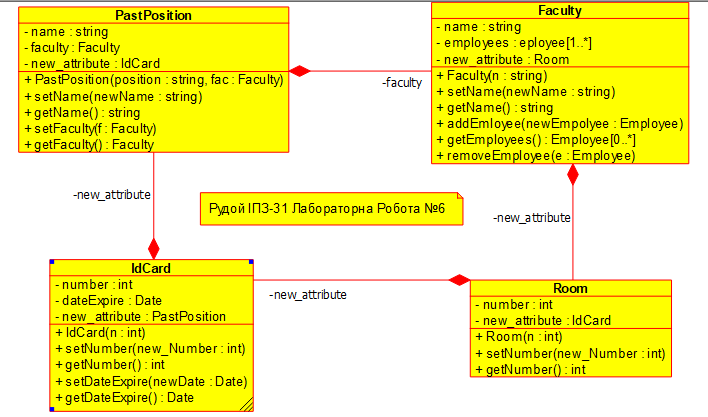 PastPosition
- name : string
- faculty : Faculty
- new_attribute : IdCard
+ PastPosition(position : string, fac : Faculty)
+ setName(newName : string)
+ getName() : string
+ setFaculty(f : Faculty)
+ getFaculty() : Faculty
Faculty
- name : string
- employees : eployee[1..*]
- new_attribute : Room
+ Faculty(n : string)
+ setName(newName : string)
+ getName() : string
+ addEmloyee(newEmpolyee : Employee)
+ getEmployees() : Employee[0..*]
+ removeEmployee(e : Employee)
-faculty
-new_attribute
Рудой ІПЗ-31 Лабораторна Робота №6
-new_attribute
IdCard
- number : int
- dateExpire : Date
- new_attribute : PastPosition
+ IdCard(n : int)
+ setNumber(new_Number : int)
+ getNumber() : int
+ setDateExpire(newDate : Date)
+ getDateExpire() : Date
-new_attribute
Room
- number : int
- new_attribute : IdCard
+ Room(n : int)
+ setNumber(new_Number : int)
+ getNumber() : int